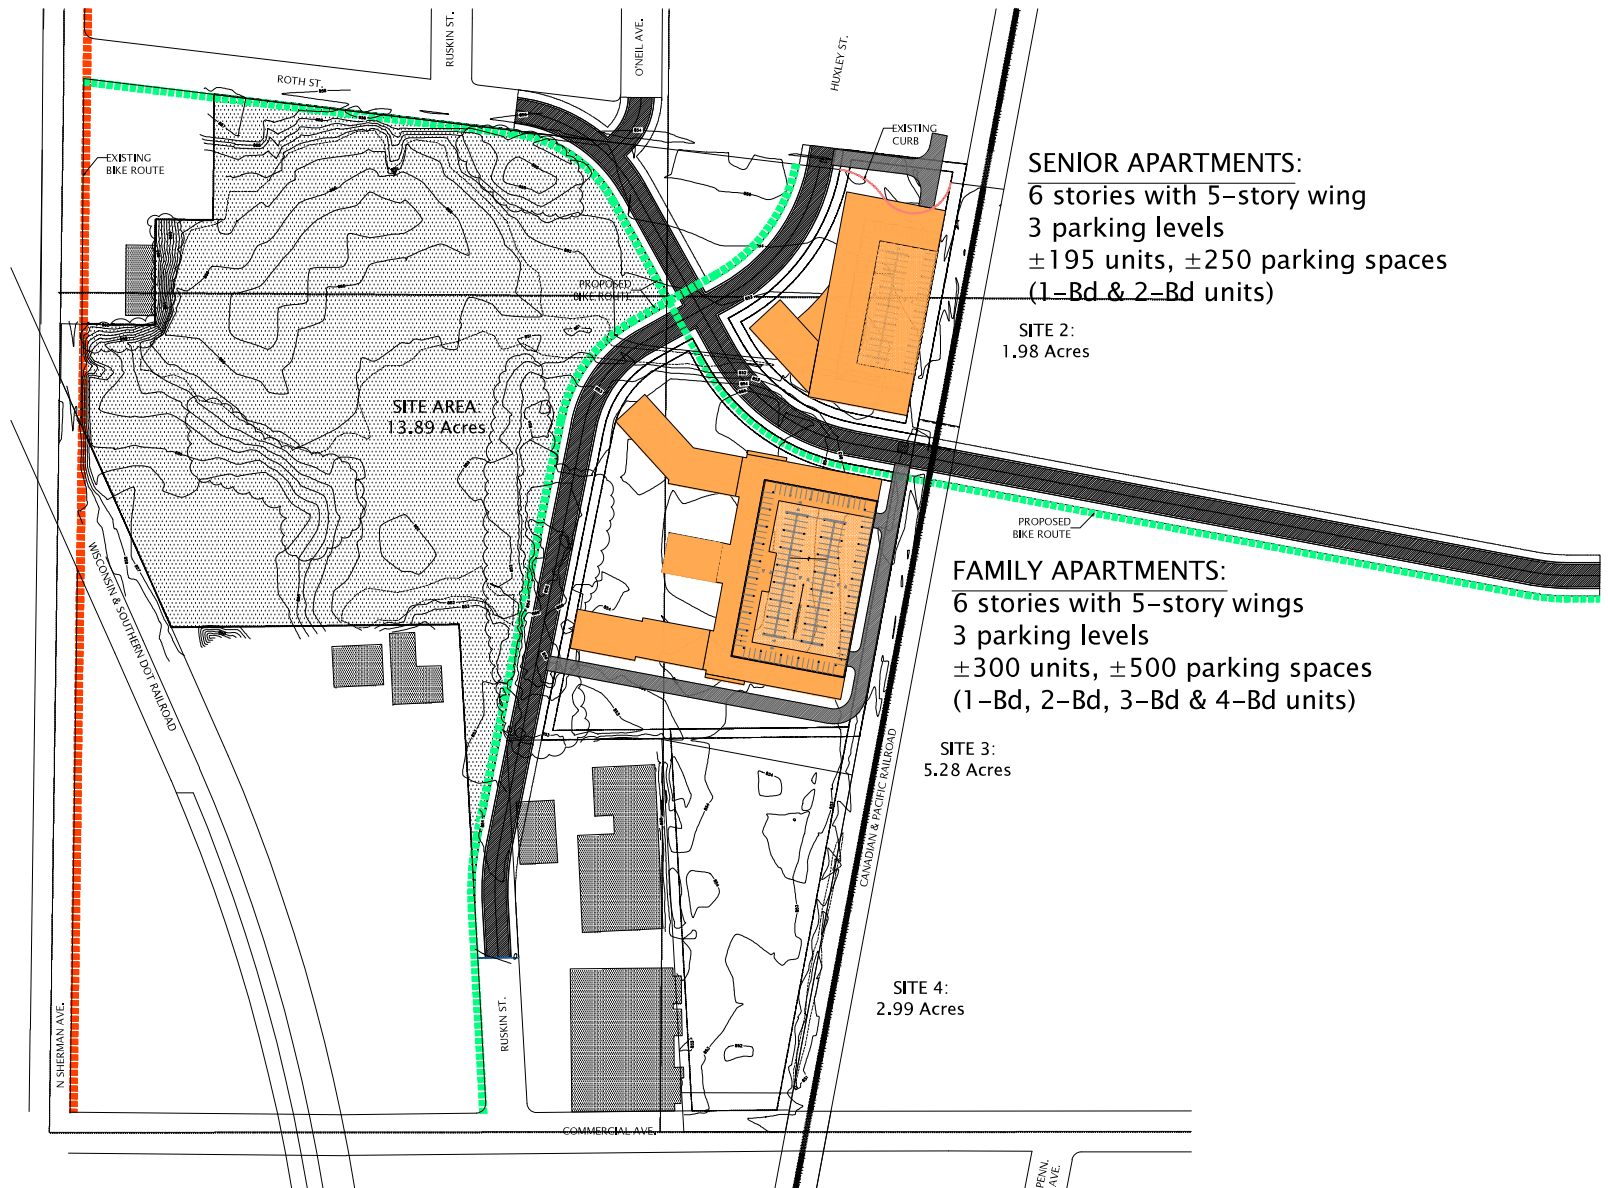 RUSKIN ST.
O'NEIL AVE.
HUXLEY ST.
ROTH ST.
EXISTING
CURB
EXISTING
BIKE ROUTE
SENIOR APARTMENTS:
6 stories with 5-story wing
3 parking levels
±195 units, ±250 parking spaces
(1-Bd & 2-Bd units)
PROPOSED
BIKE ROUTE
SITE 2:
1.98 Acres
SITE AREA:
13.89 Acres
PROPOSED
BIKE ROUTE
FAMILY APARTMENTS:
6 stories with 5-story wings
3 parking levels
±300 units, ±500 parking spaces
(1-Bd, 2-Bd, 3-Bd & 4-Bd units)
WISCONSIN & SOUTHERN DOT RAILROAD
SITE 3:
5.28 Acres
CANADIAN & PACIFIC RAILROAD
SITE 4:
2.99 Acres
N SHERMAN AVE.
RUSKIN ST.
COMMERCIAL AVE.
PENN.
AVE.